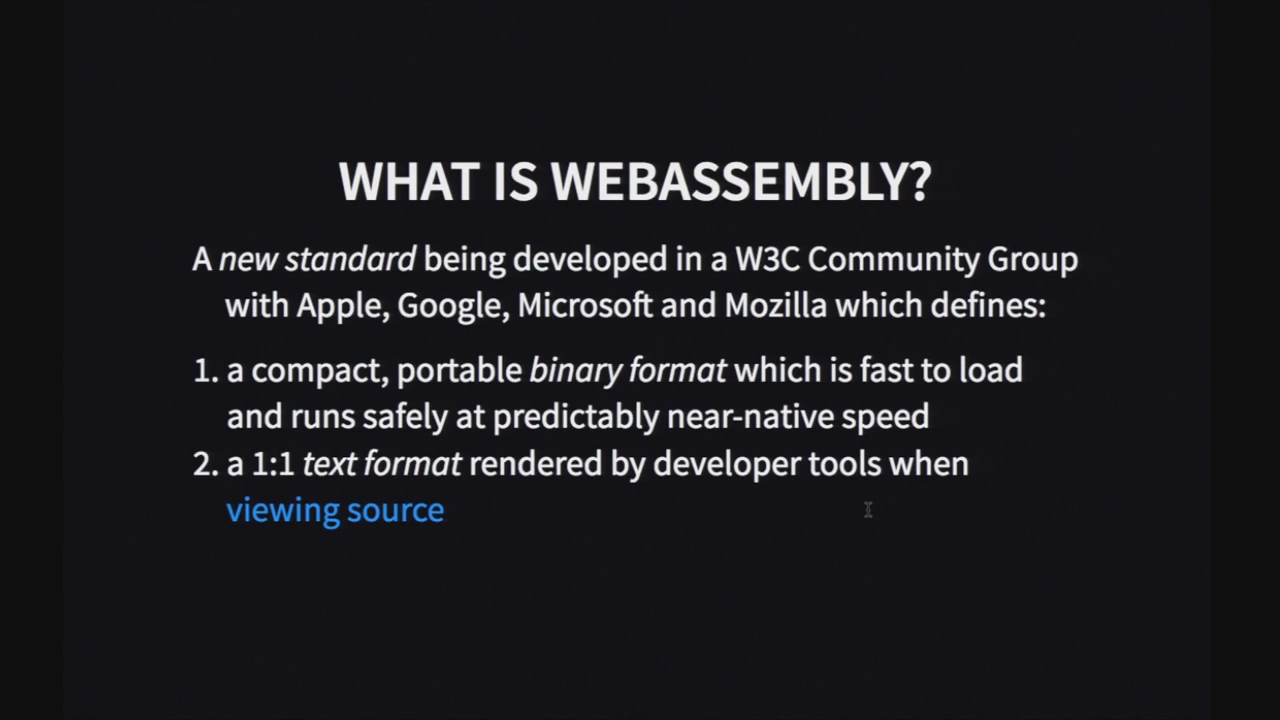 WHAT IS WEBASSEMBLY?
A new standard being developed in a W3C Community Group
with Apple, Google, Microsoft and Mozilla which defines:
1. a compact, portable binary format which is fast to load
and runs safely at predictably near-native speed
2. a 1:1 text format rendered by developer tools when
viewing source